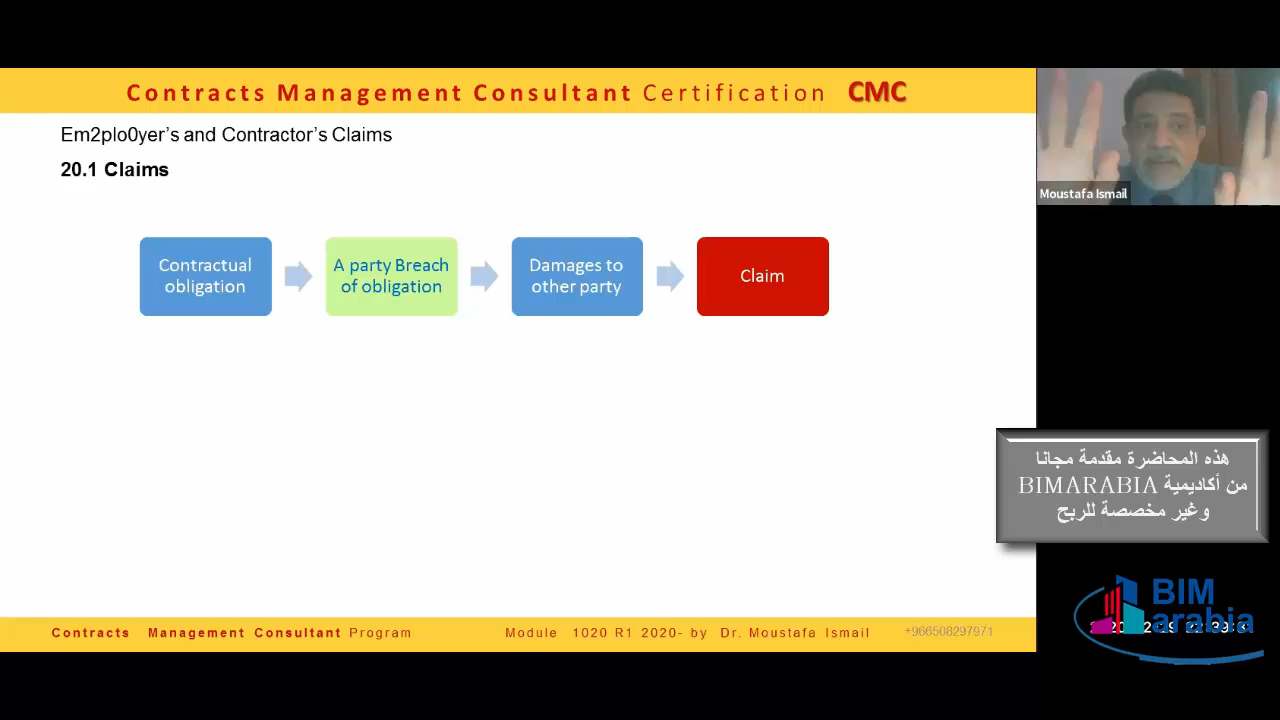 Contracts Management Consultant Certification CMC
Em2plo0yer's and Contractor's Claims
20.1 Claims
Contractual
obligation
A party Breach
of obligation
Damages to
other party
Claim
Moustafa Ismail
هذه المحاضرة مقدمة مجانا
من أكاديمية BIMARABIA
وغير مخصصة للربح
BIM
arabia
Contracts Management Consultant Program
Module 1020 R1 2020- by Dr. Moustafa Ismail
+966508297971